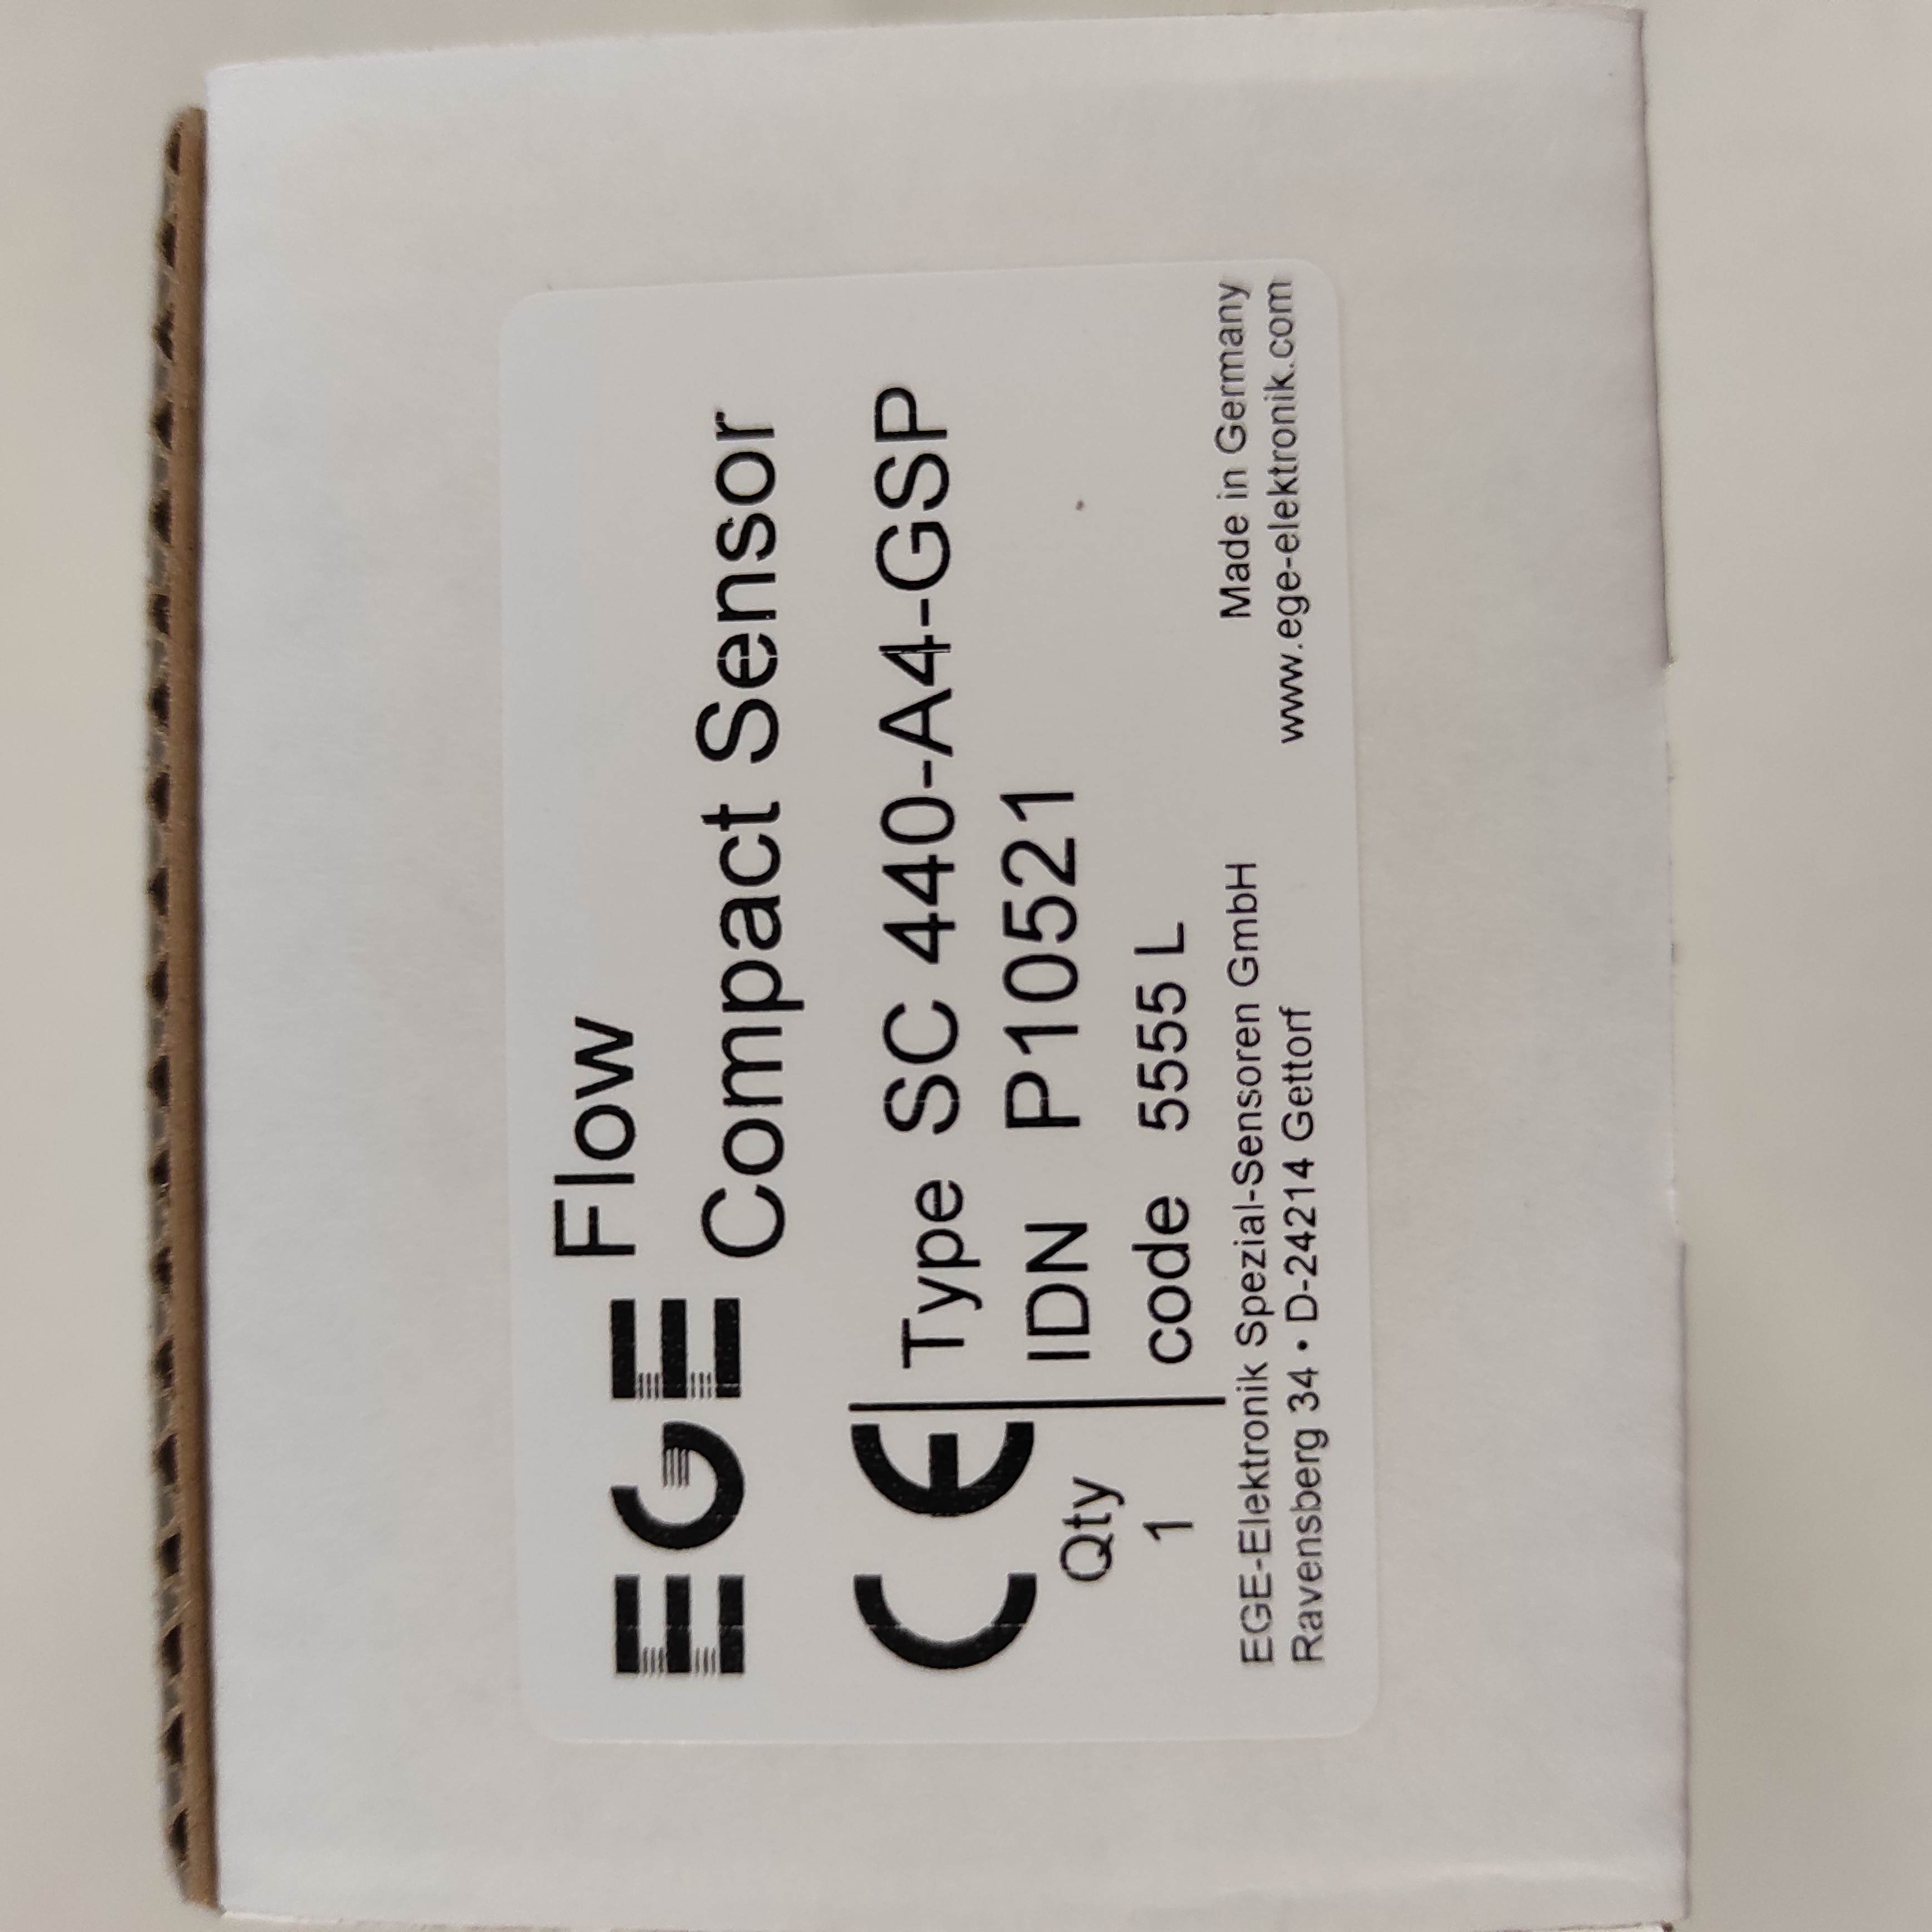 EGE Flow
Compact Sensor
CE Type SC 440-A4-GSP
IDN P10521
Qty
1 code 5555 L
EGE-Elektronik Spezial-Sensoren GmbH Made in Germany
Ravensberg 34 • D-24214 Gettorf www.ege-elektronik.com